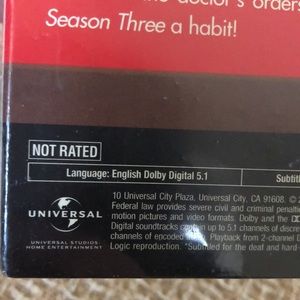 doctor's orders
Season Three a habit!
NOT RATED
Language: English Dolby Digital 5.1
Subtitl
10 Universal City Plaza, Universal City, CA 91608. ©
Federal law provides severe civil and criminal penaltie
motion pictures and video formats. Dolby and the
Digital soundtracks contain up to 5.1 channels of discre
channels of encoded Playback from 2-channel
Logic reproduction. *Subtitled for the deaf and hard-
UNIVERSAL
UNIVERSAL STUDIOS
HOME ENTERTAINMENT